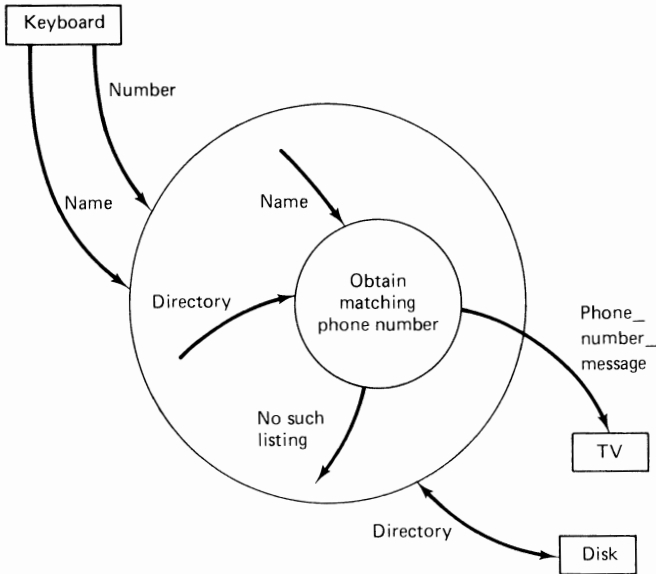 Keyboard
Number
Name
Name
Directory
Obtain
matching
phone number
Phone_
number_
message
No such
listing
TV
Directory
Disk